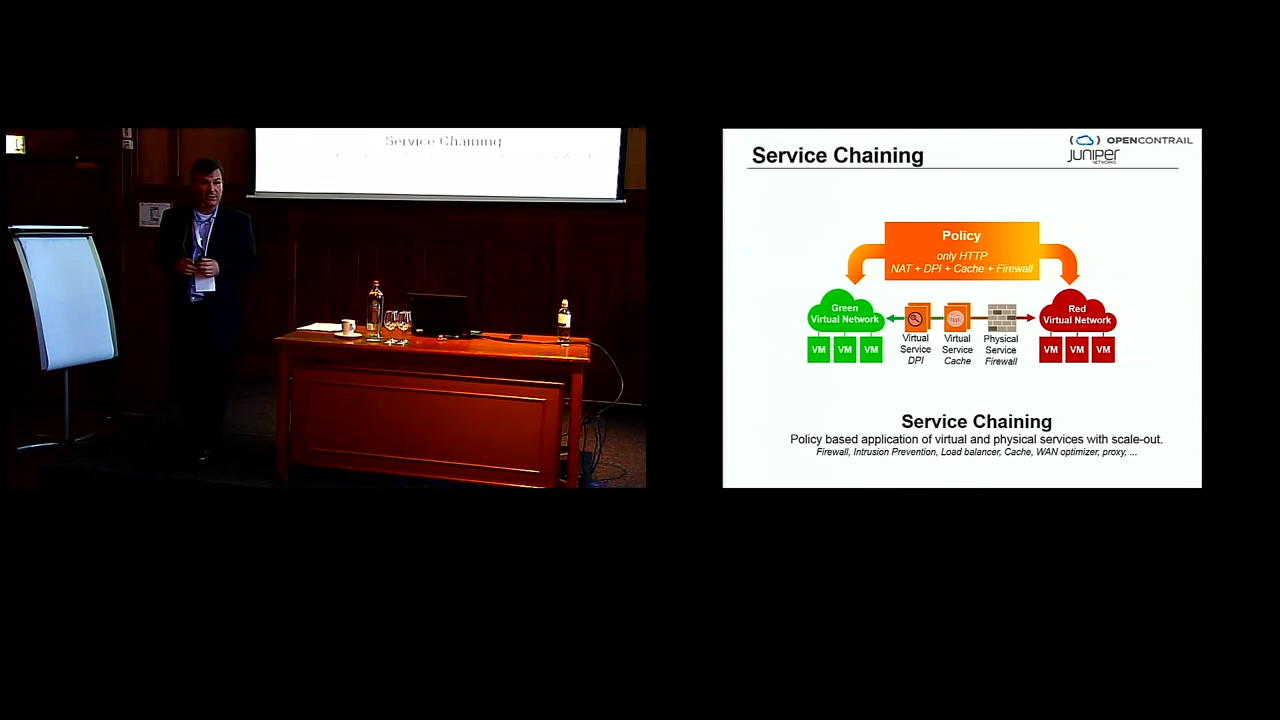 Service Chaining
Service Chaining
OPENCONTRAIL
JUNIPER
NETWORKS
Policy
only HTTP
NAT + DPI + Cache + Firewall
Green
Virtual Network
VM VM VM
Virtual
Service
DPI
Virtual
Service
Cache
Physical
Service
Firewall
Red
Virtual Network
VM VM VM
Service Chaining
Policy based application of virtual and physical services with scale-out.
Firewall, Intrusion Prevention, Load balancer, Cache, WAN optimizer, proxy, ...